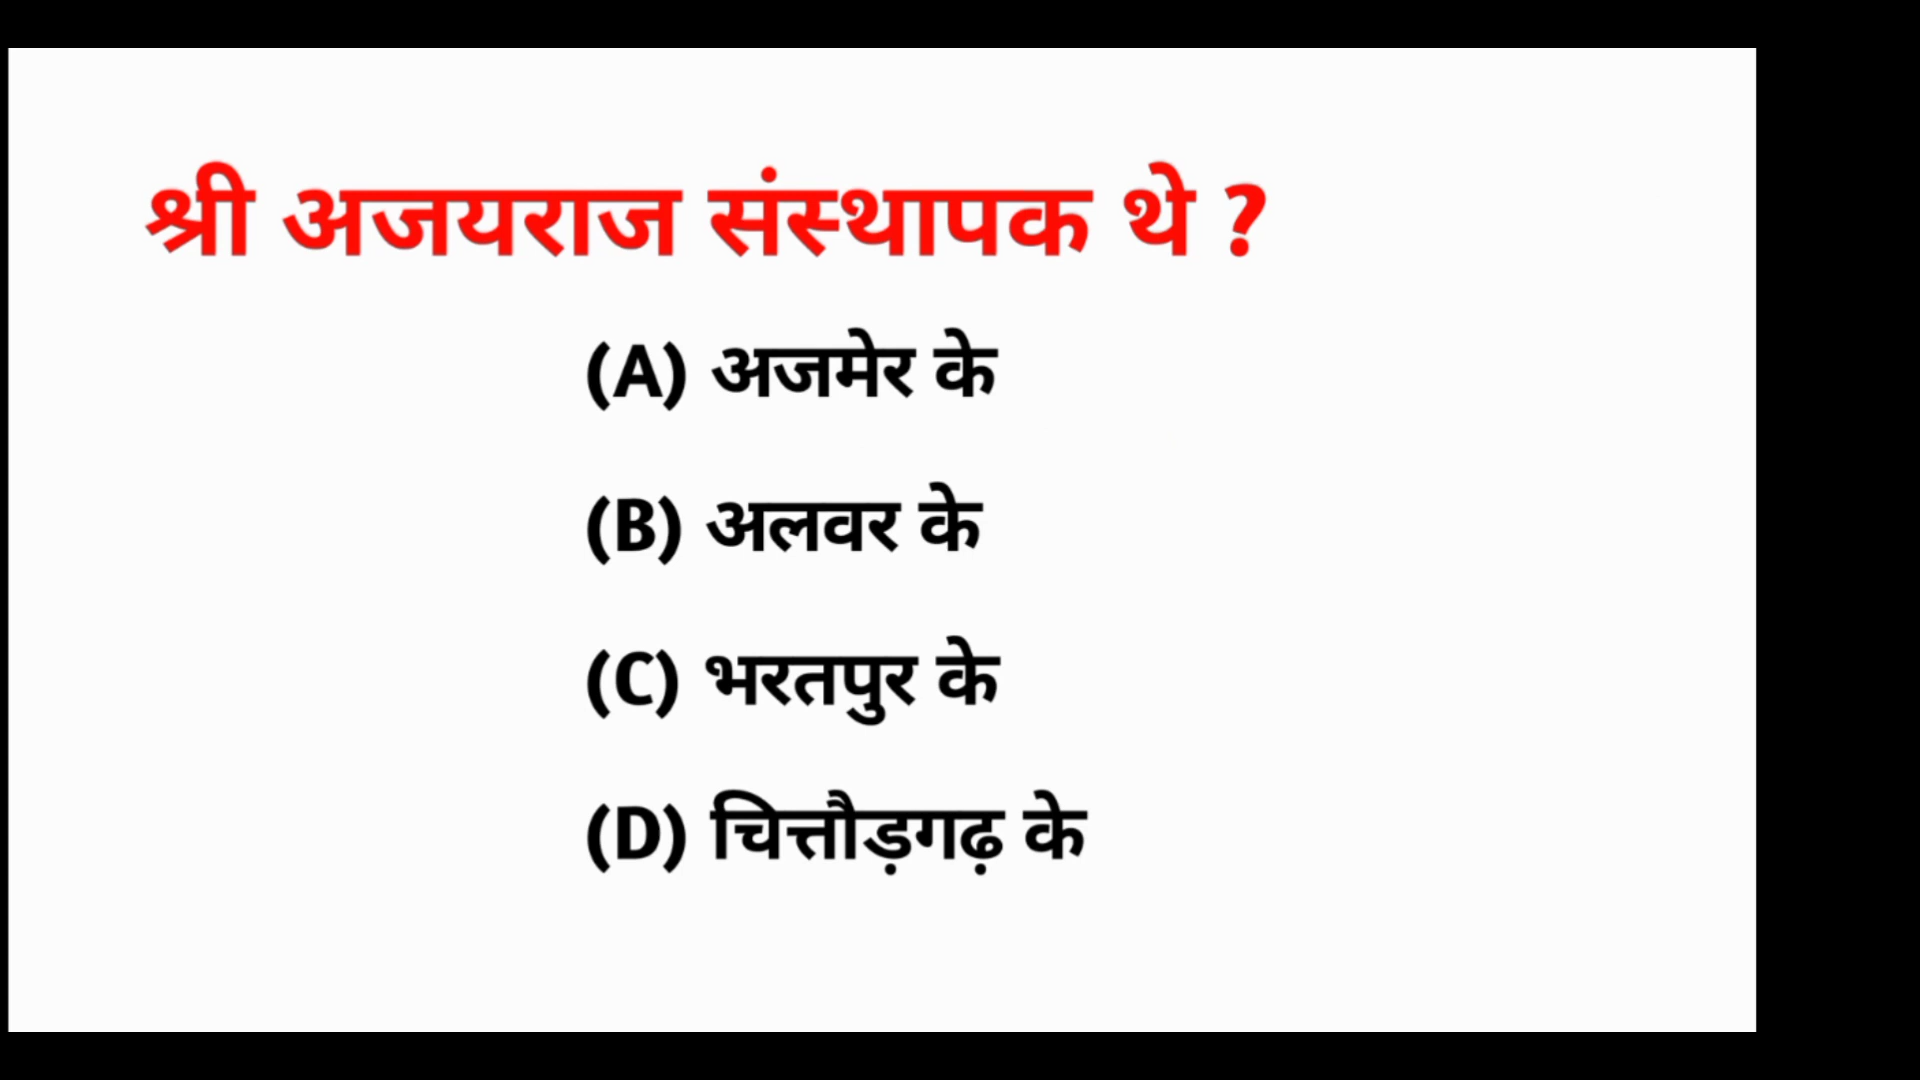 श्री अजयराज संस्थापक थे ?
(A) अजमेर के
(B) अलवर के
(C) भरतपुर के
(D) चित्तौड़गढ़ के